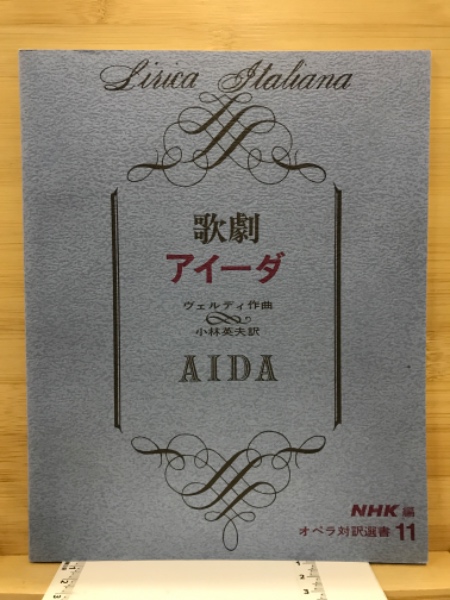 Lirica Italiana
歌劇
アイーダ
ヴェルディ作曲
小林英夫訳
AIDA
NHK編
オペラ対訳選書 11